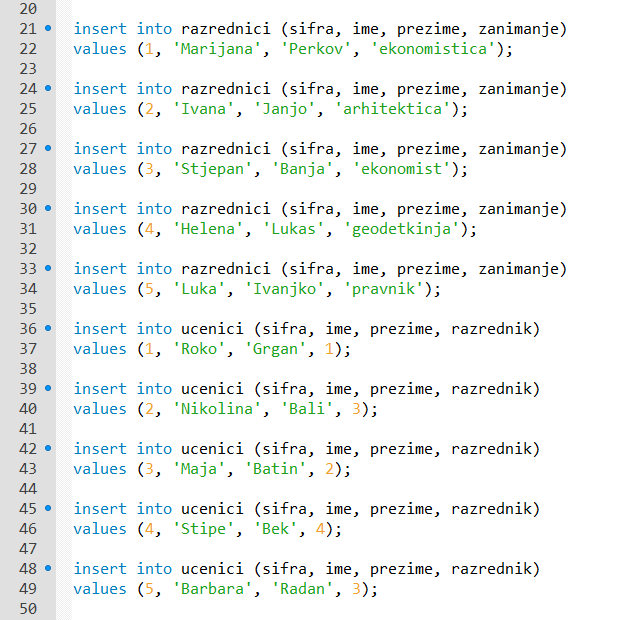 20
21 insert into razrednici (sifra, ime, prezime, zanimanje)
22 values (1, 'Marijana', 'Perkov', 'ekonomistica');
23
24 insert into razrednici (sifra, ime, prezime, zanimanje)
25 values (2, 'Ivana', 'Janjo', 'arhitektica');
26
27 insert into razrednici (sifra, ime, prezime, zanimanje)
28 values (3, 'Stjepan', 'Banja', 'ekonomist');
29
30 insert into razrednici (sifra, ime, prezime, zanimanje)
31 values (4, 'Helena', 'Lukas', 'geodetkinja');
32
33 insert into razrednici (sifra, ime, prezime, zanimanje)
34 values (5, 'Luka', 'Ivanjko', 'pravnik');
35
36 insert into ucenici (sifra, ime, prezime, razrednik)
37 values (1, 'Roko', 'Grgan', 1);
38
39 insert into ucenici (sifra, ime, prezime, razrednik)
40 values (2, 'Nikolina', 'Bali', 3);
41
42 insert into ucenici (sifra, ime, prezime, razrednik)
43 values (3, 'Maja', 'Batin', 2);
44
45 insert into ucenici (sifra, ime, prezime, razrednik)
46 values (4, 'Stipe', 'Bek', 4);
47
48 insert into ucenici (sifra, ime, prezime, razrednik)
49 values (5, 'Barbara', 'Radan', 3);
50